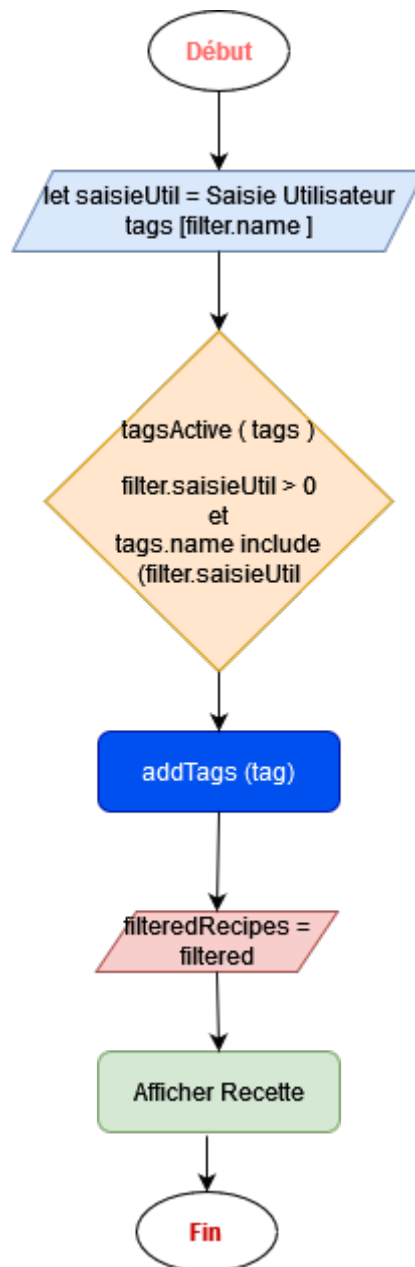 Début
let saisieUtil = Saisie Utilisateur
tags [filter.name ]
tagsActive ( tags )
filter.saisieUtil > 0
et
tags.name include
(filter.saisieUtil
addTags (tag)
filteredRecipes =
filtered
Afficher Recette
Fin